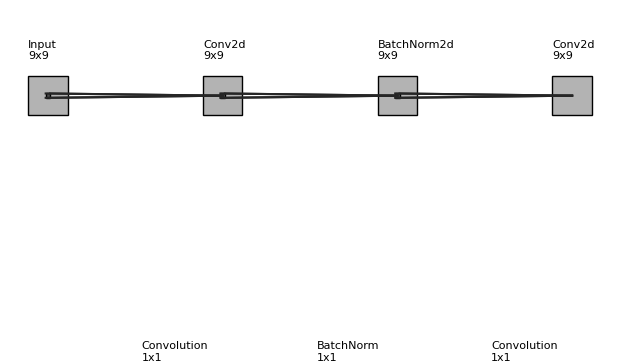 Input
9x9
Conv2d
9x9
BatchNorm2d
9x9
Conv2d
9x9
Convolution
1x1
BatchNorm
1x1
Convolution
1x1